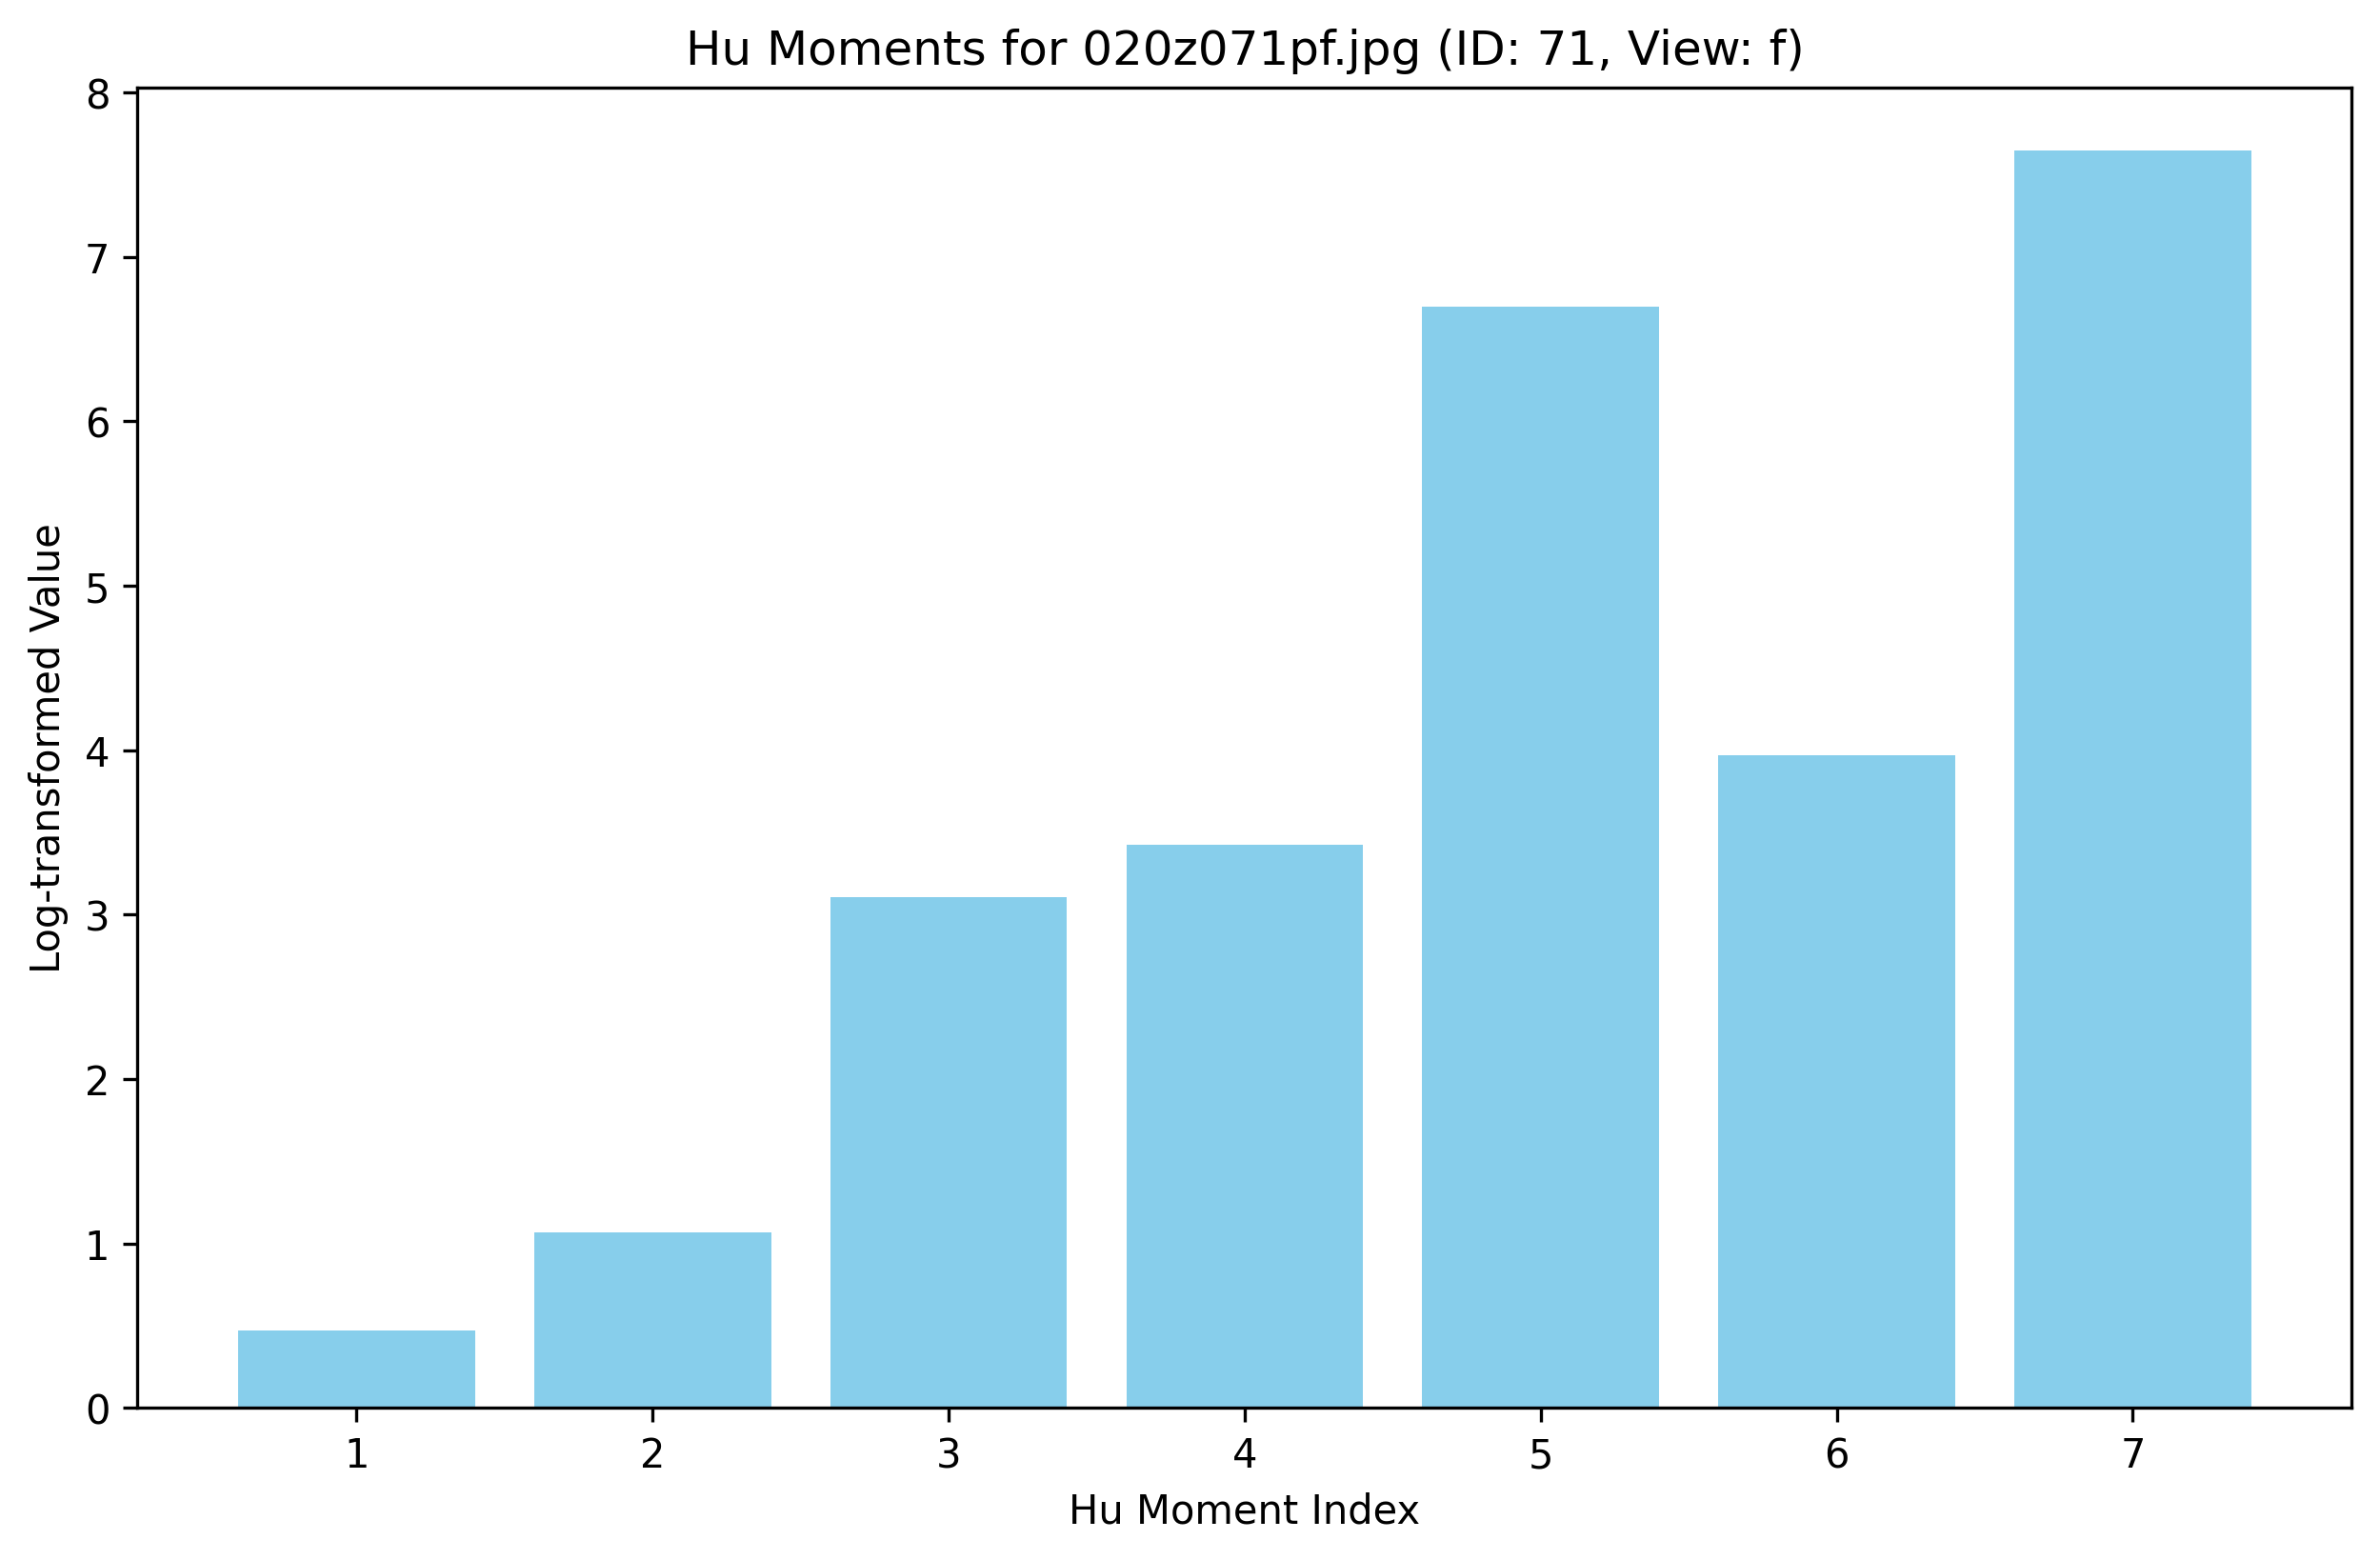 Hu Moments for 020z071pf.jpg (ID: 71, View: f)
8
7
6
5
4
3
2
1
0
Log-transformed Value
1 2 3 4 5 6 7
Hu Moment Index